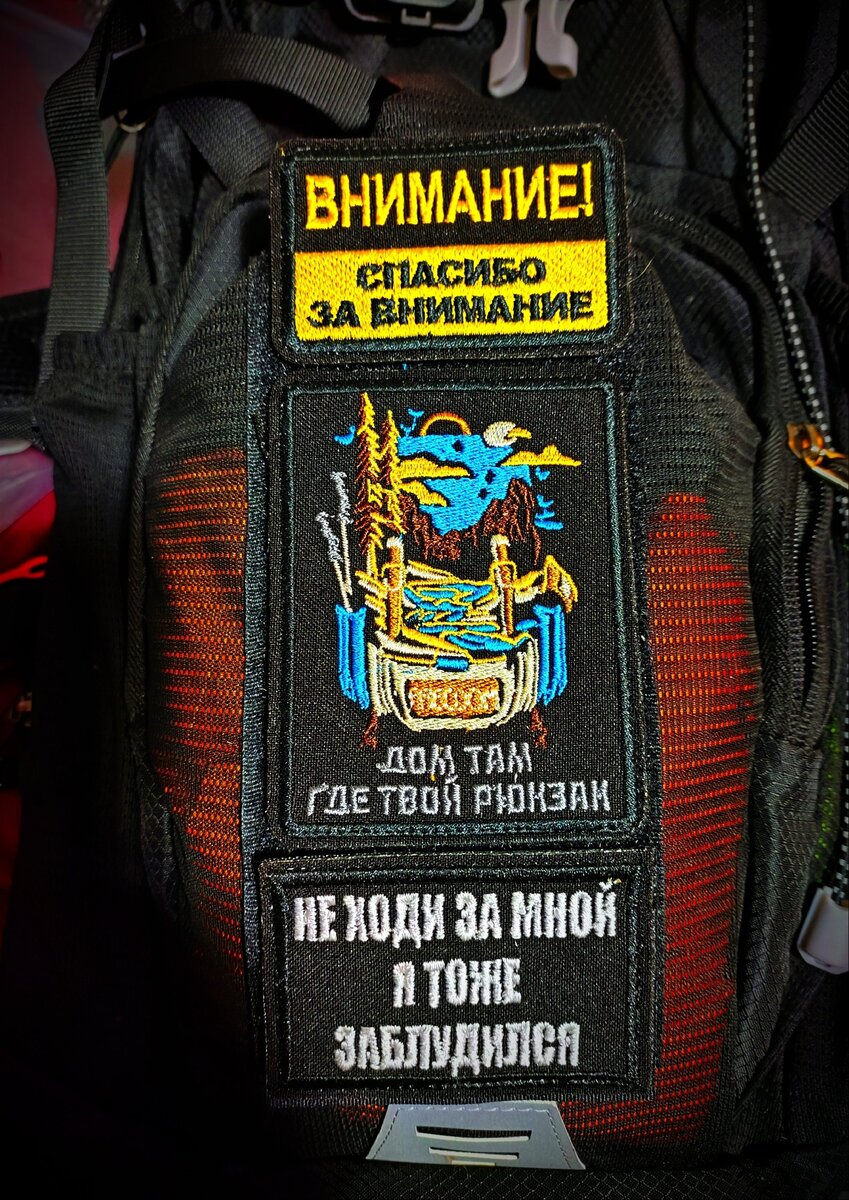 ВНИМАНИЕ!
СПАСИБО
ЗА ВНИМАНИЕ
ДОМ ТАМ
ГДЕ ТВОЙ РЮКЗАК
НЕ ХОДИ ЗА МНОЙ
Я ТОЖЕ
ЗАБЛУДИЛСЯ